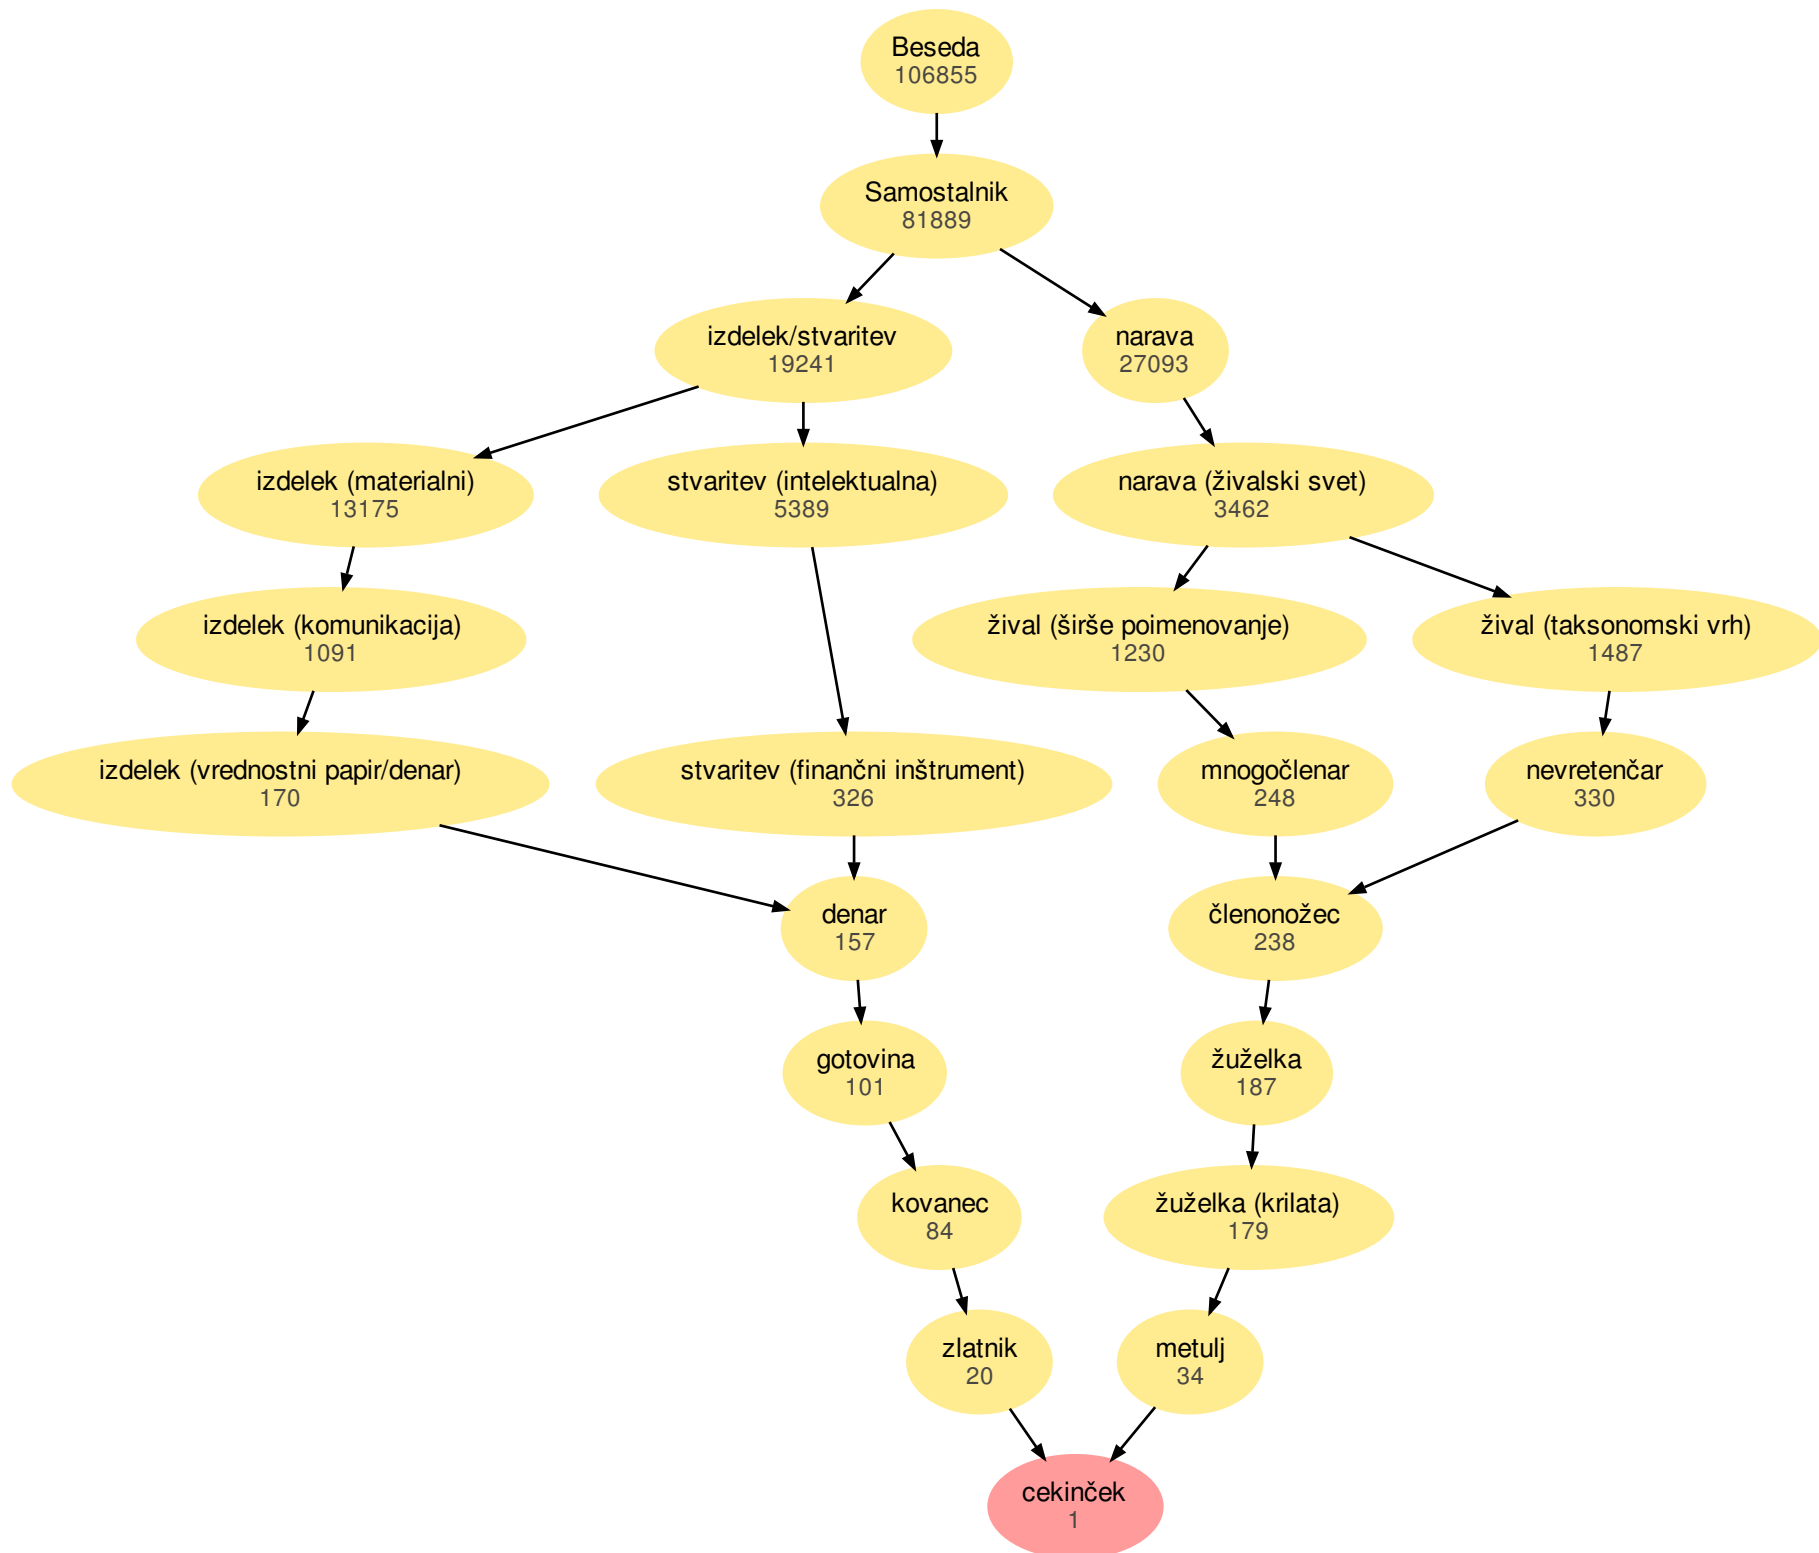 Beseda
106855
Samostalnik
81889
izdelek/stvaritev
19241
narava
27093
izdelek (materialni)
13175
stvaritev (intelektualna)
5389
narava (živalski svet)
3462
izdelek (komunikacija)
1091
žival (širše poimenovanje)
1230
žival (taksonomski vrh)
1487
izdelek (vrednostni papir/denar)
170
stvaritev (finančni inštrument)
326
mnogočlenar
248
nevretenčar
330
denar
157
členonožec
238
gotovina
101
žuželka
187
kovanec
84
žuželka (krilata)
179
zlatnik
20
metulj
34
cekinček
1